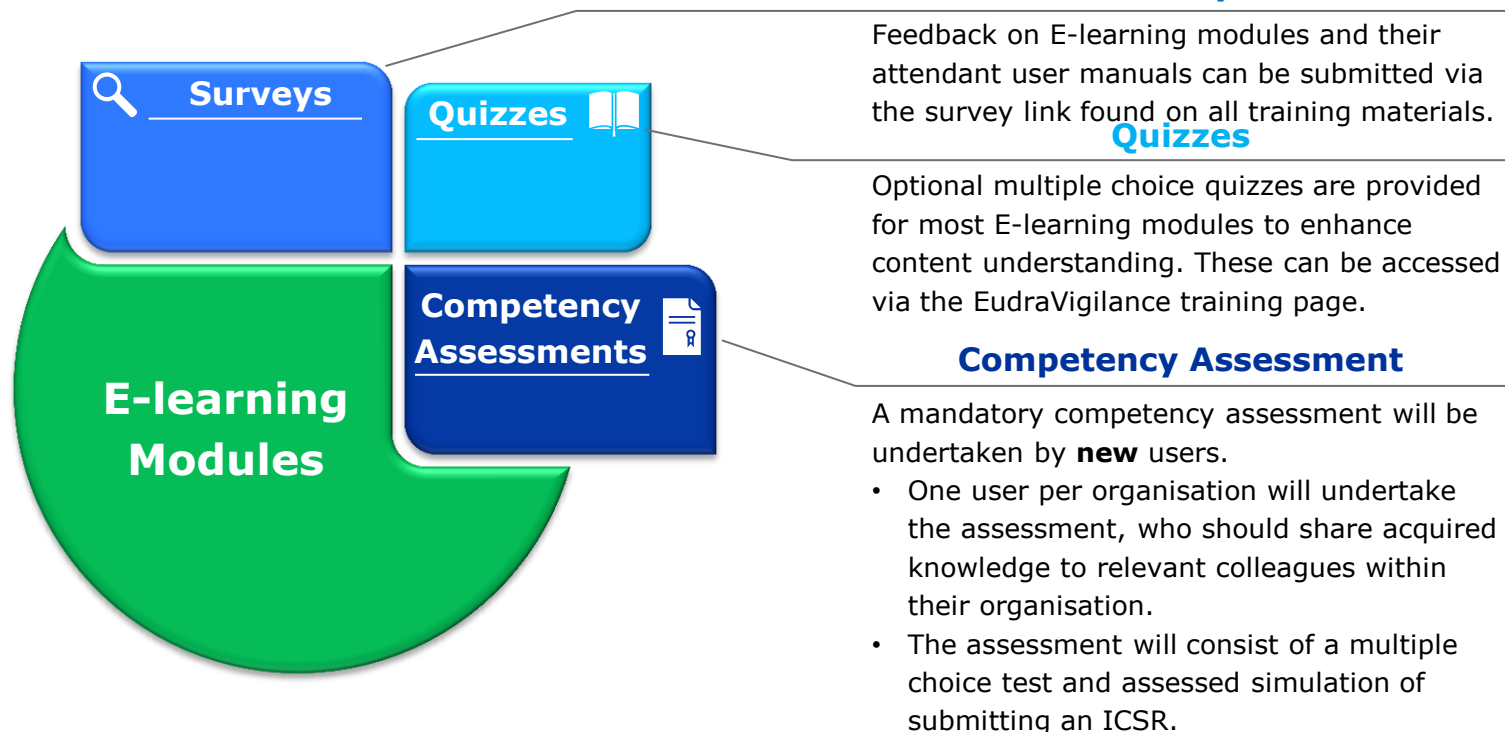 Surveys
Quizzes
Competency
Assessments
E-learning
Modules
Feedback on E-learning modules and their
attendant user manuals can be submitted via
the survey link found on all training materials.
Quizzes
Optional multiple choice quizzes are provided
for most E-learning modules to enhance
content understanding. These can be accessed
via the EudraVigilance training page.
Competency Assessment
A mandatory competency assessment will be
undertaken by new users.
• One user per organisation will undertake
the assessment, who should share acquired
knowledge to relevant colleagues within
their organisation.
• The assessment will consist of a multiple
choice test and assessed simulation of
submitting an ICSR.